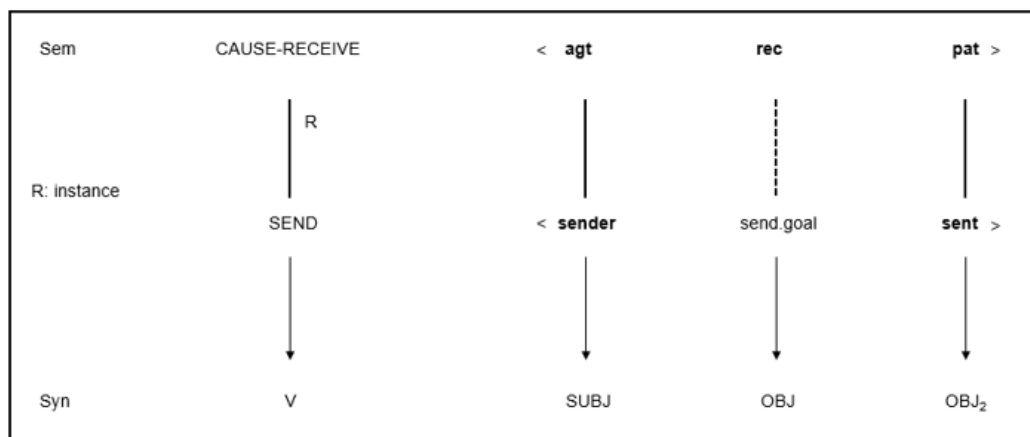 Sem CAUSE-RECEIVE < agt rec pat >
R
R: instance
SEND < sender send.goal sent >
Syn V SUBJ OBJ OBJ₂